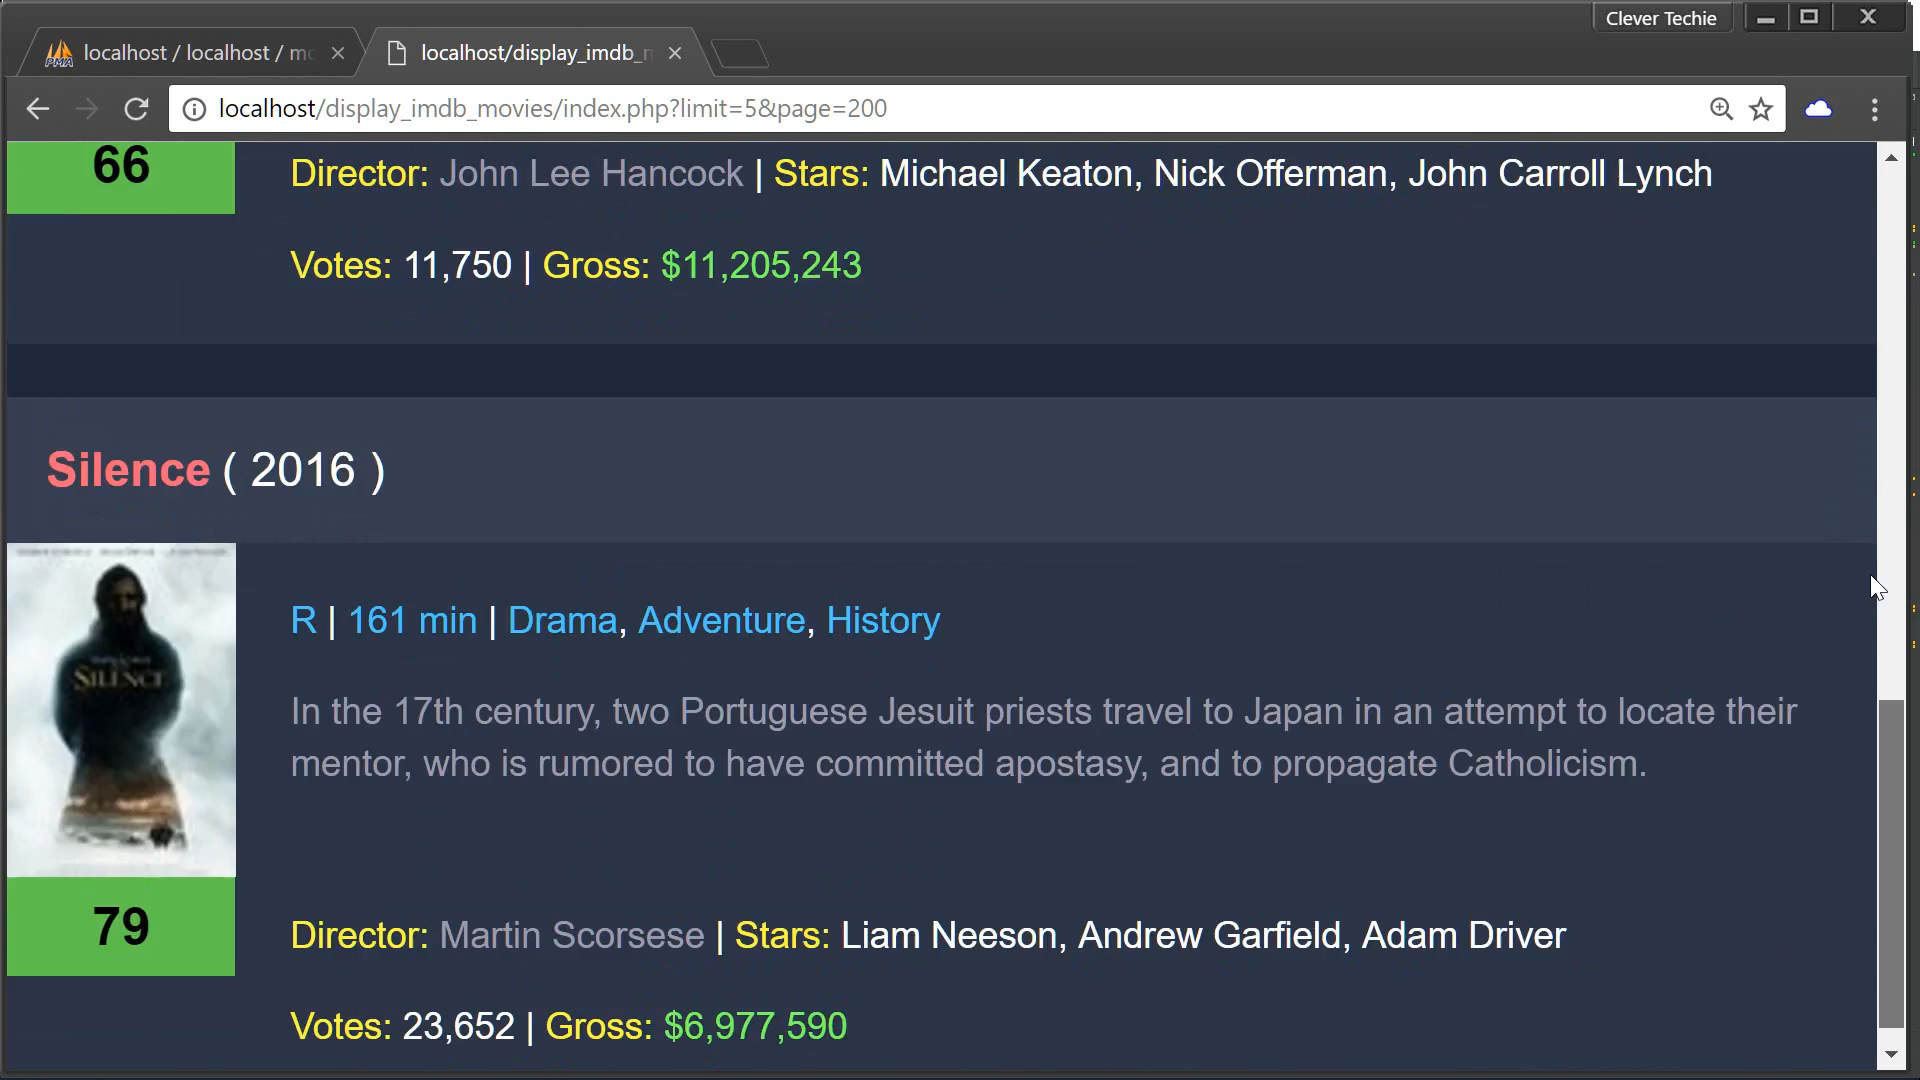 Clever Techie
localhost / localhost / mo
localhost/display_imdb_m
localhost/display_imdb_movies/index.php?limit=5&page=200
66
Director: John Lee Hancock | Stars: Michael Keaton, Nick Offerman, John Carroll Lynch
Votes: 11,750 | Gross: $11,205,243
Silence ( 2016 )
SILENCE
R | 161 min | Drama, Adventure, History
In the 17th century, two Portuguese Jesuit priests travel to Japan in an attempt to locate their
mentor, who is rumored to have committed apostasy, and to propagate Catholicism.
79
Director: Martin Scorsese | Stars: Liam Neeson, Andrew Garfield, Adam Driver
Votes: 23,652 | Gross: $6,977,590